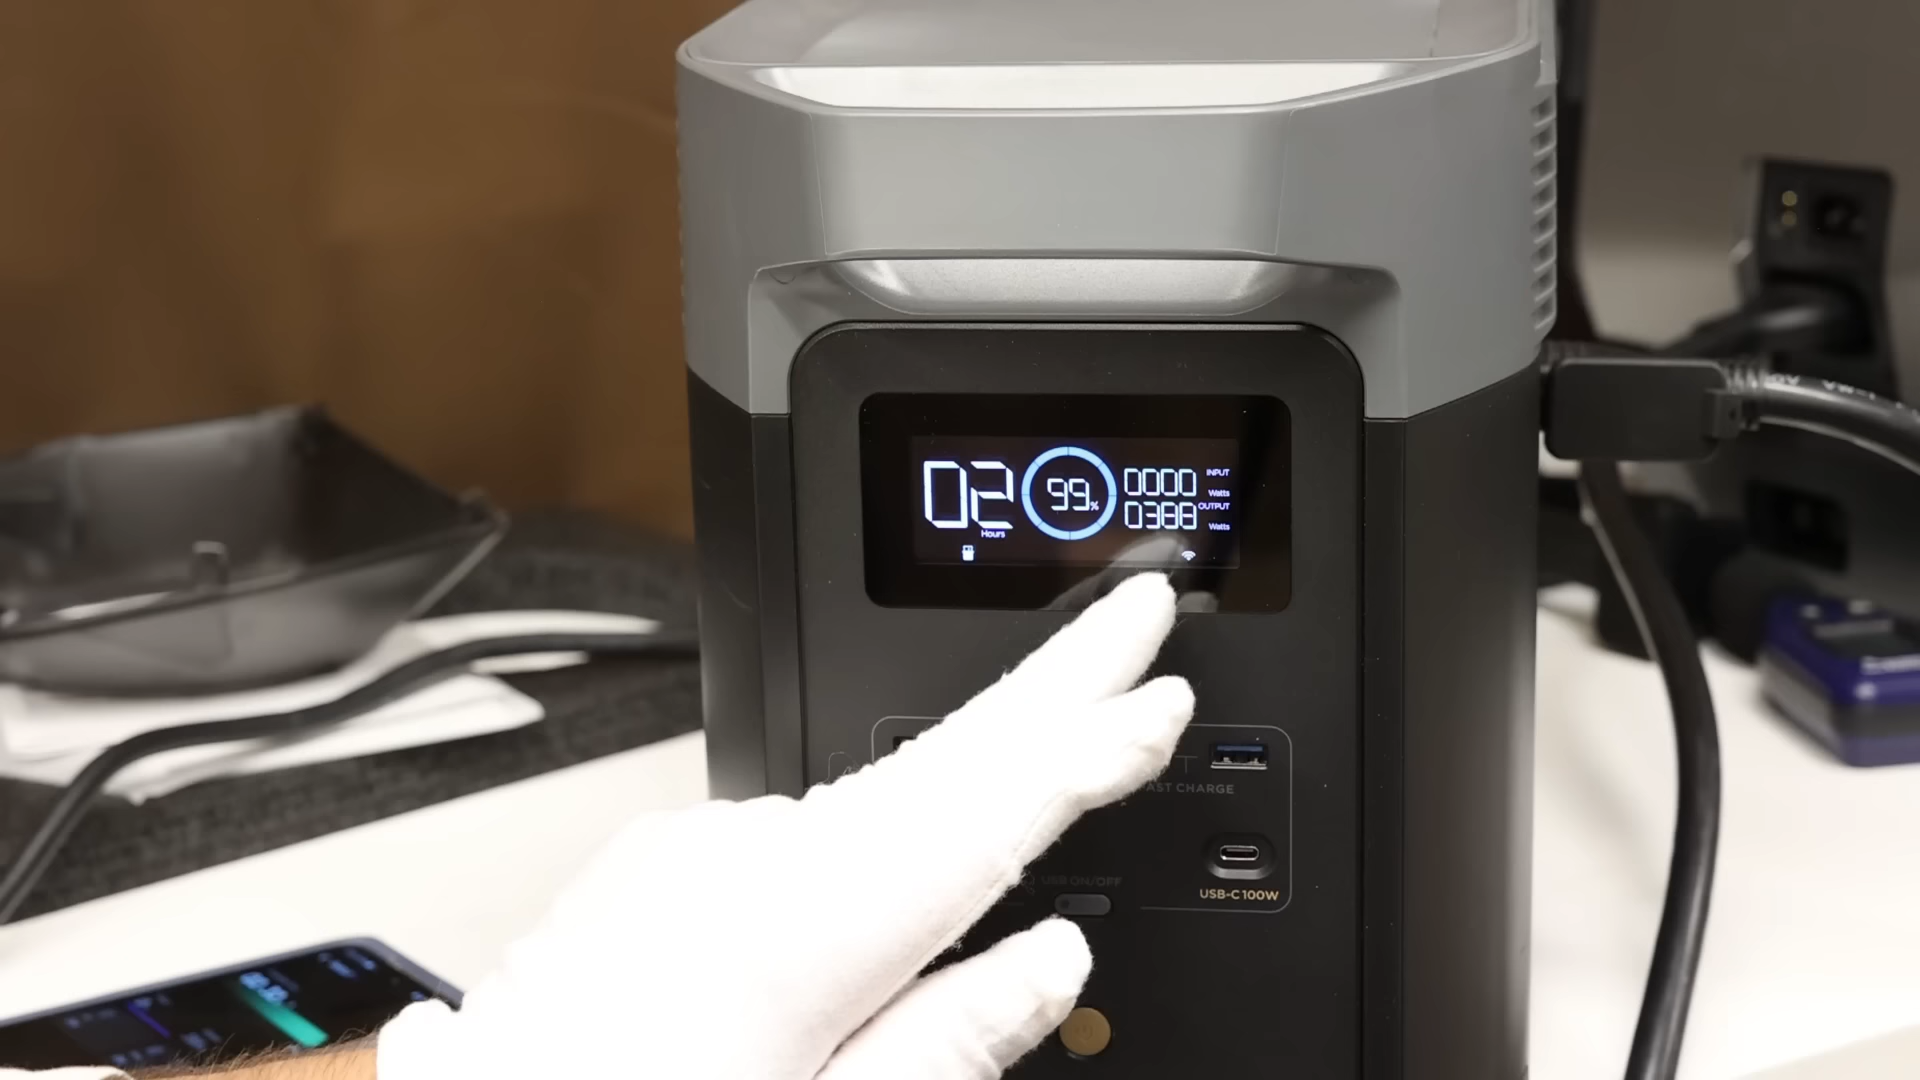 02
Hours
99%
0000
INPUT
Watts
0388
OUTPUT
Watts
FAST CHARGE
USB ON/OFF
USB-C 100W